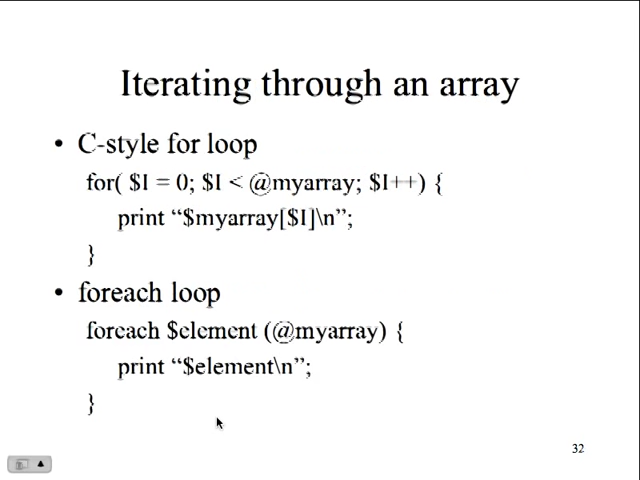 Iterating through an array
• C-style for loop
for( $I = 0; $I < @myarray; $I++) {
print “$myarray[$I]\n”;
}
• foreach loop
foreach $element (@myarray) {
print “$element\n”;
}
32